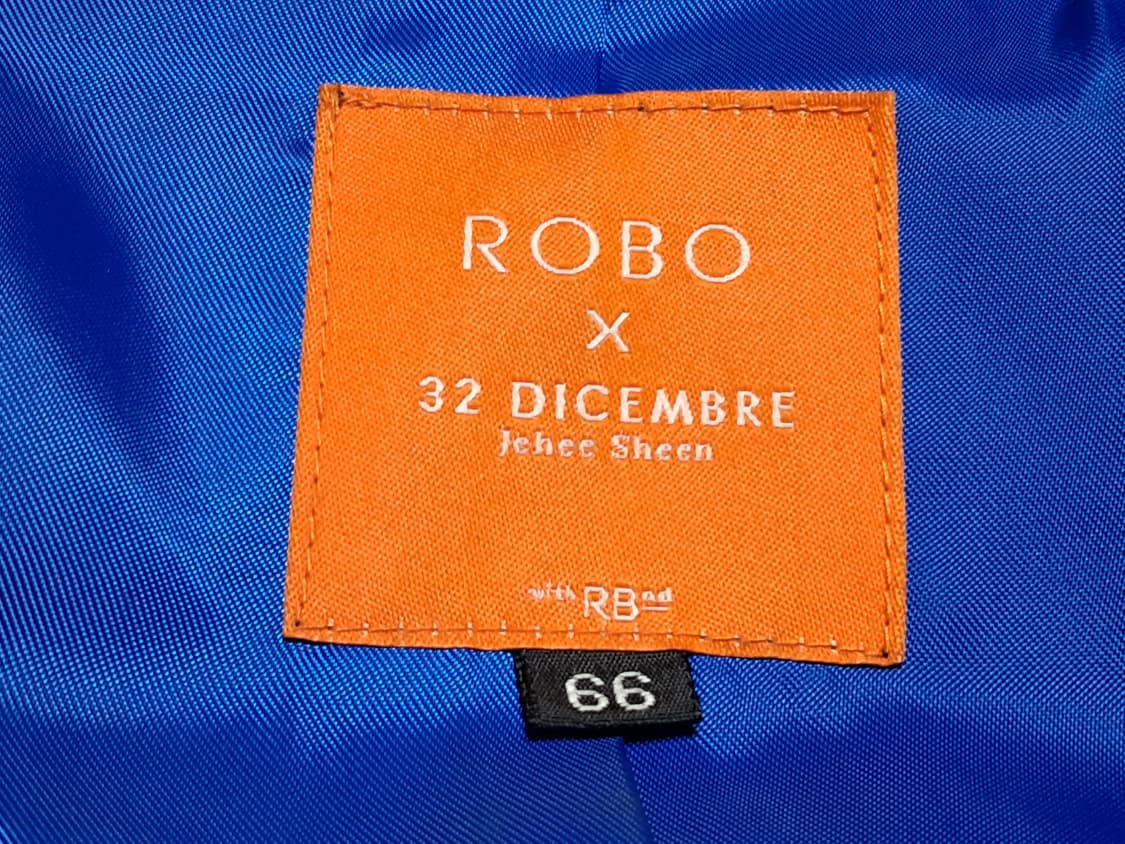 ROBO
X
32 DICEMBRE
Jehee Sheen
with RBnd
66